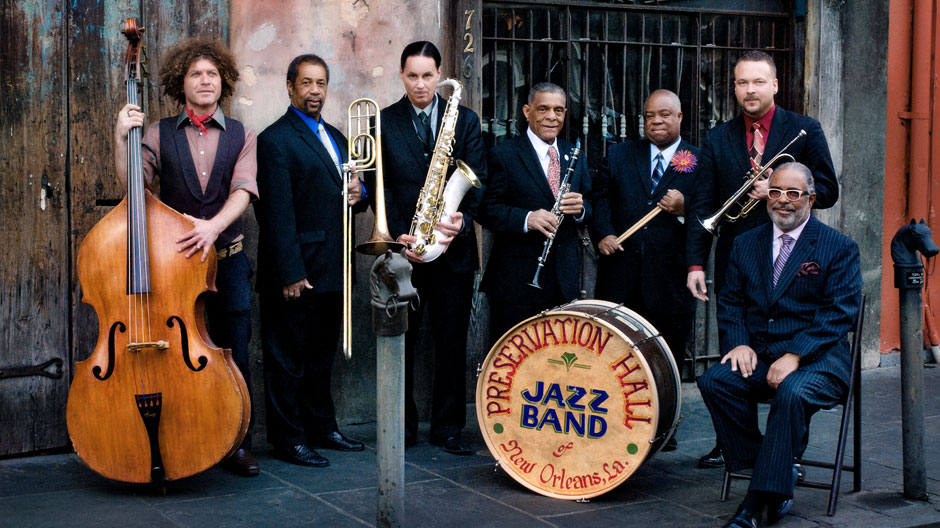 726
PRESERVATION HALL
JAZZ
BAND
of
New Orleans, La.